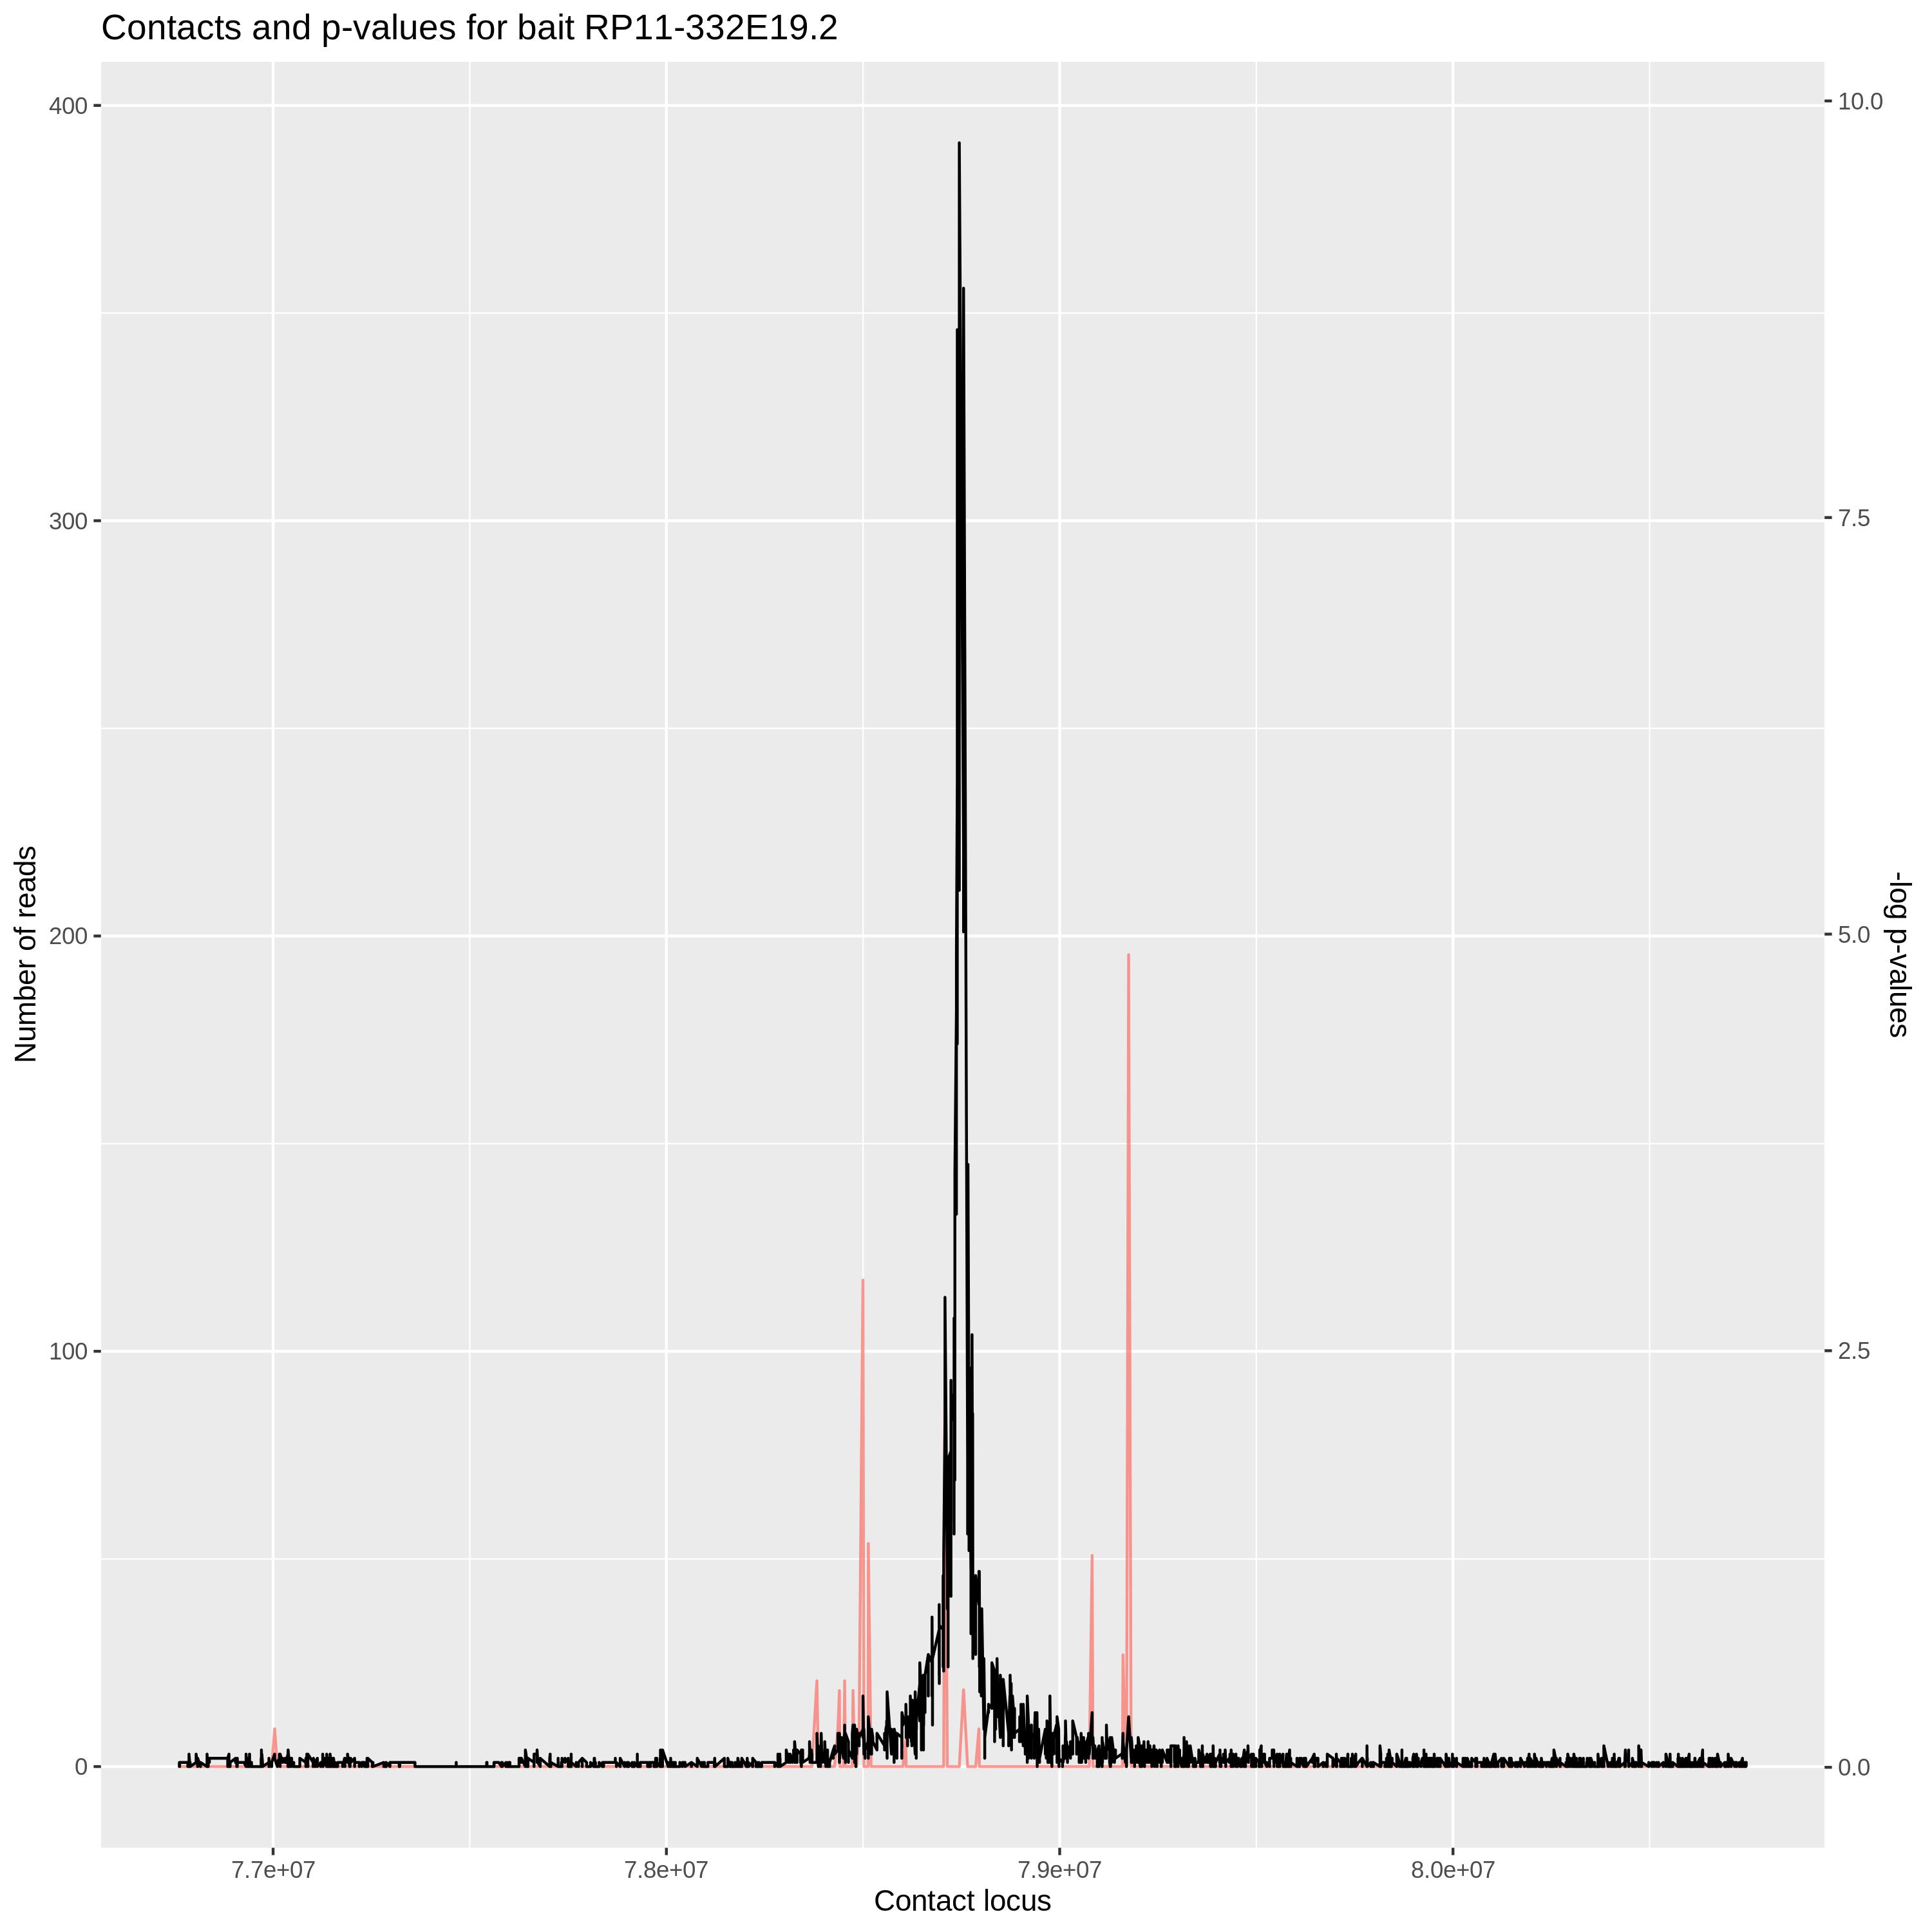 Contacts and p-values for bait RP11-332E19.2
400
300
200
100
0
10.0
7.5
5.0
2.5
0.0
Number of reads
-log p-values
7.7e+07 7.8e+07 7.9e+07 8.0e+07
Contact locus